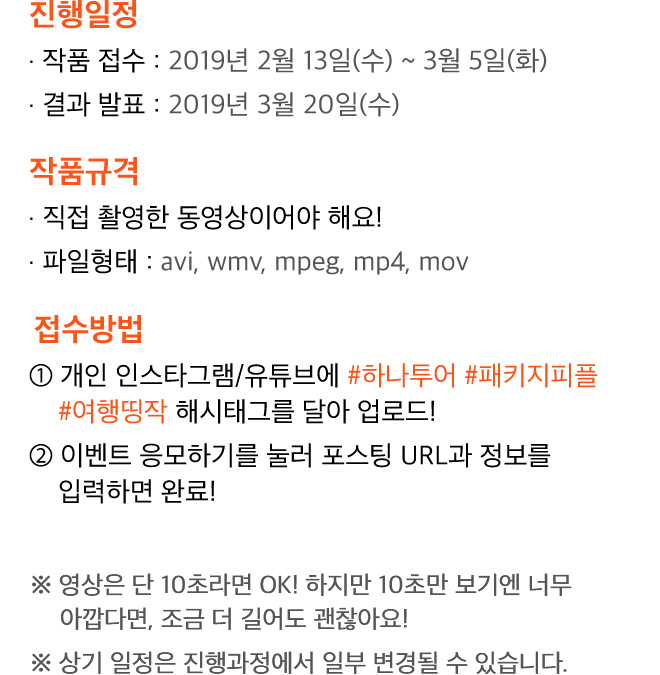 진행일정
· 작품 접수 : 2019년 2월 13일(수) ~ 3월 5일(화)
· 결과 발표 : 2019년 3월 20일(수)
작품규격
· 직접 촬영한 동영상이어야 해요!
· 파일형태 : avi, wmv, mpeg, mp4, mov
접수방법
① 개인 인스타그램/유튜브에 #하나투어 #패키지피플
#여행띵작 해시태그를 달아 업로드!
② 이벤트 응모하기를 눌러 포스팅 URL과 정보를
입력하면 완료!
※ 영상은 단 10초라면 OK! 하지만 10초만 보기엔 너무
아깝다면, 조금 더 길어도 괜찮아요!
※ 상기 일정은 진행과정에서 일부 변경될 수 있습니다.